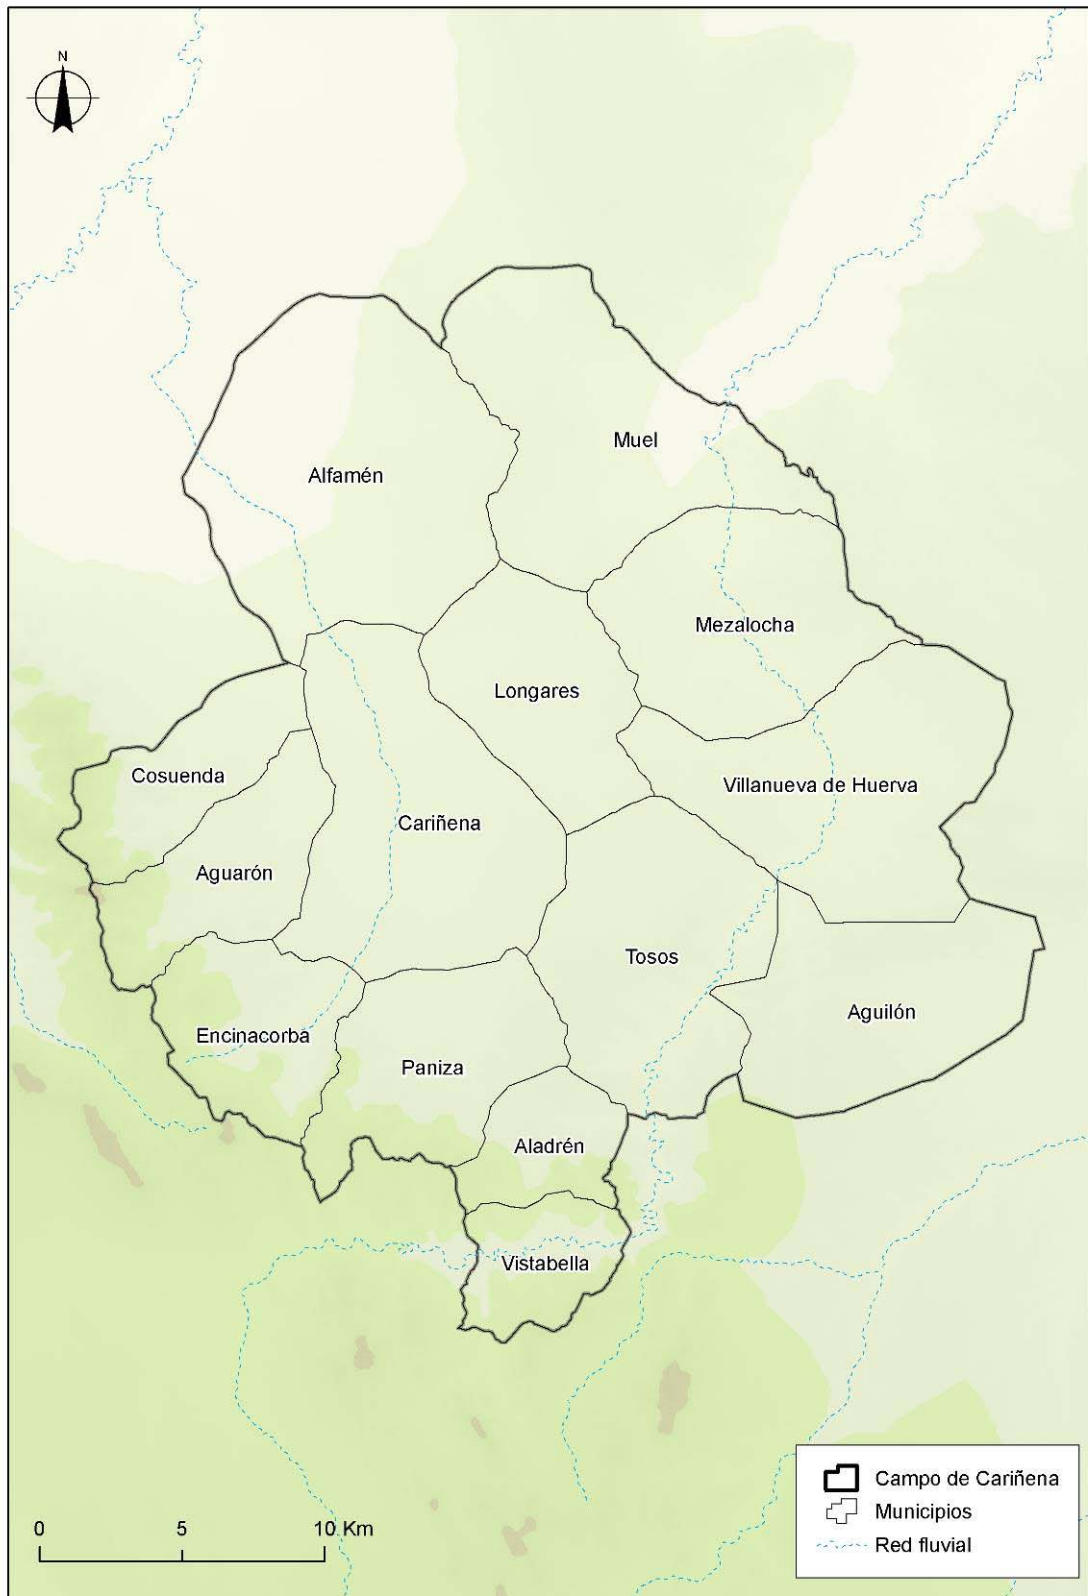 N
Muel
Alfamén
Mezalocha
Longares
Cosuenda
Villanueva de Huerva
Cariñena
Aguarón
Tosos
Aguilón
Encinacorba
Paniza
Aladrén
Vistabella
Campo de Cariñena
Municipios
Red fluvial
0 5 10 Km